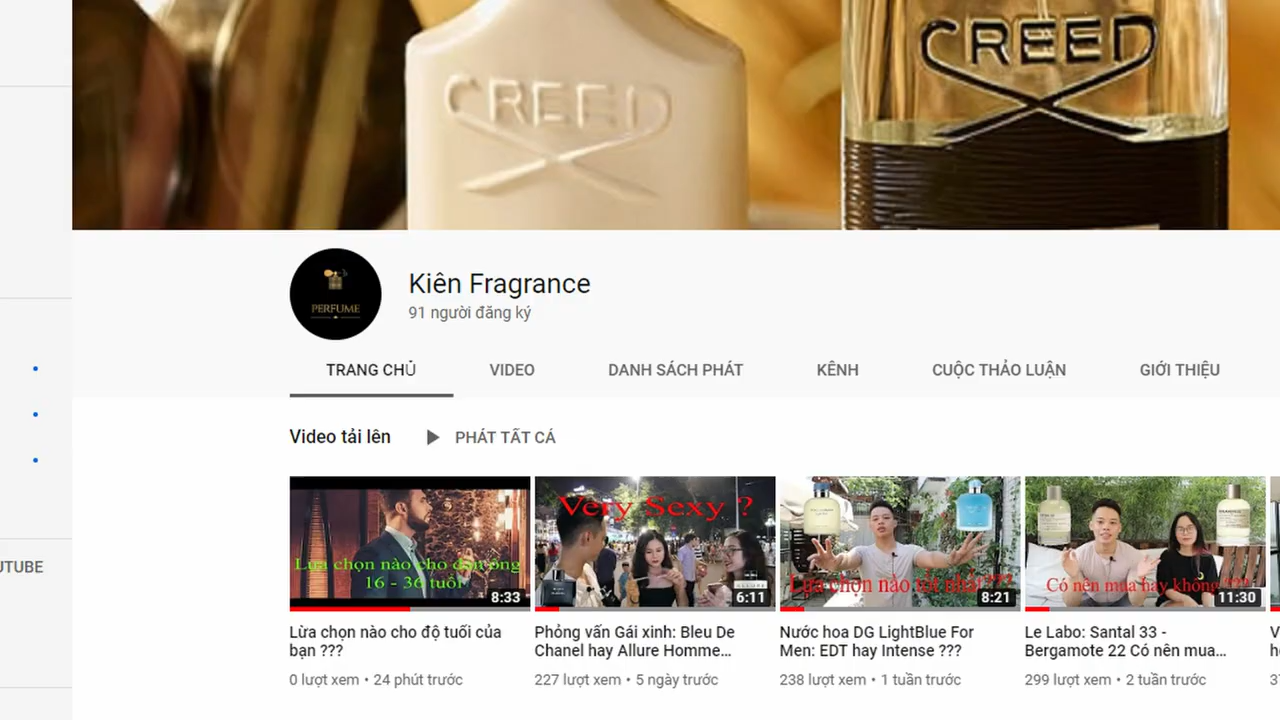 CREED
CREED
PERFUME
Kiên Fragrance
91 người đăng ký
TRANG CHỦ VIDEO DANH SÁCH PHÁT KÊNH CUỘC THẢO LUẬN GIỚI THIỆU
Video tải lên PHÁT TẤT CẢ
Lựa chọn nào cho đàn ông
16 - 36 tuổi
8:33
Very Sexy ?
6:11
Lựa chọn nào tốt nhất???
8:21
Có nên mua hay không ???
11:30
UTUBE
Lừa chọn nào cho độ tuổi của
bạn ???
0 lượt xem • 24 phút trước
Phỏng vấn Gái xinh: Bleu De
Chanel hay Allure Homme...
227 lượt xem • 5 ngày trước
Nước hoa DG LightBlue For
Men: EDT hay Intense ???
238 lượt xem • 1 tuần trước
Le Labo: Santal 33 -
Bergamote 22 Có nên mua...
299 lượt xem • 2 tuần trước